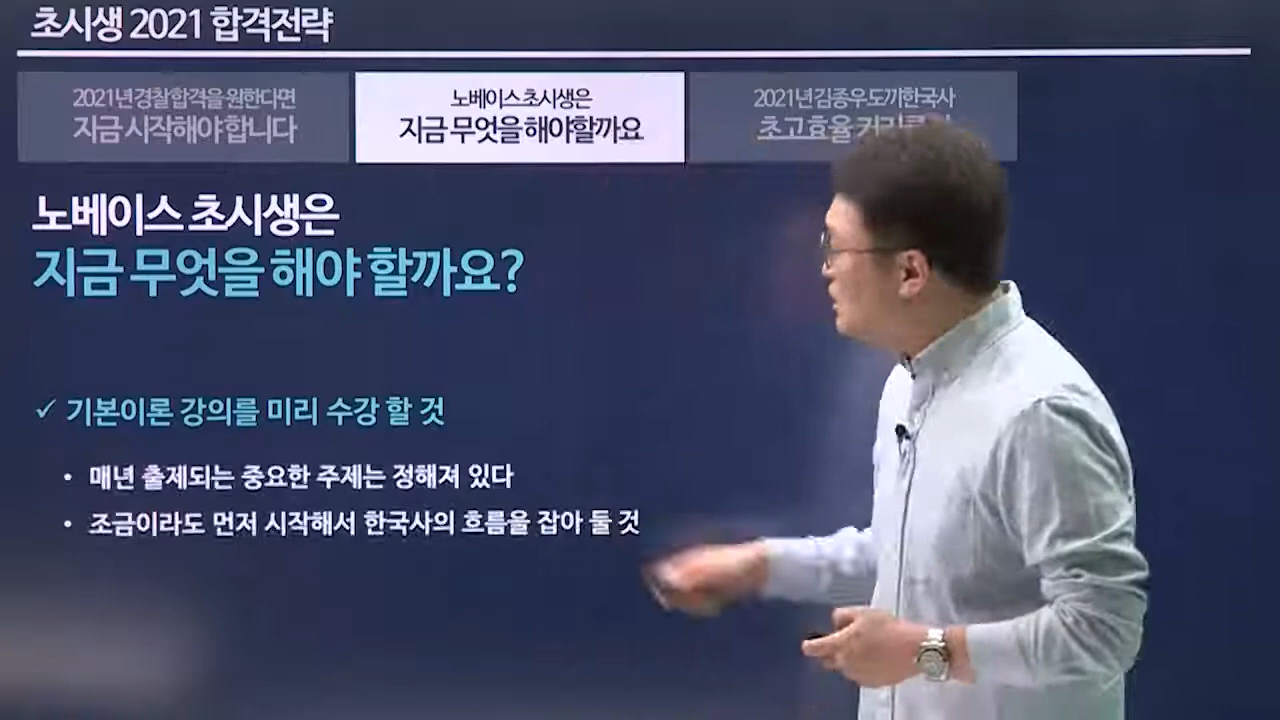 초시생 2021 합격전략
2021년 경찰 합격을 원한다면
지금 시작해야 합니다
노베이스 초시생은
지금 무엇을 해야할까요
2021년 김종우 도끼한국사
초고효율
노베이스 초시생은
지금 무엇을 해야 할까요?
✓ 기본이론 강의를 미리 수강 할 것
• 매년 출제되는 중요한 주제는 정해져 있다
• 조금이라도 먼저 시작해서 한국사의 흐름을 잡아 둘 것